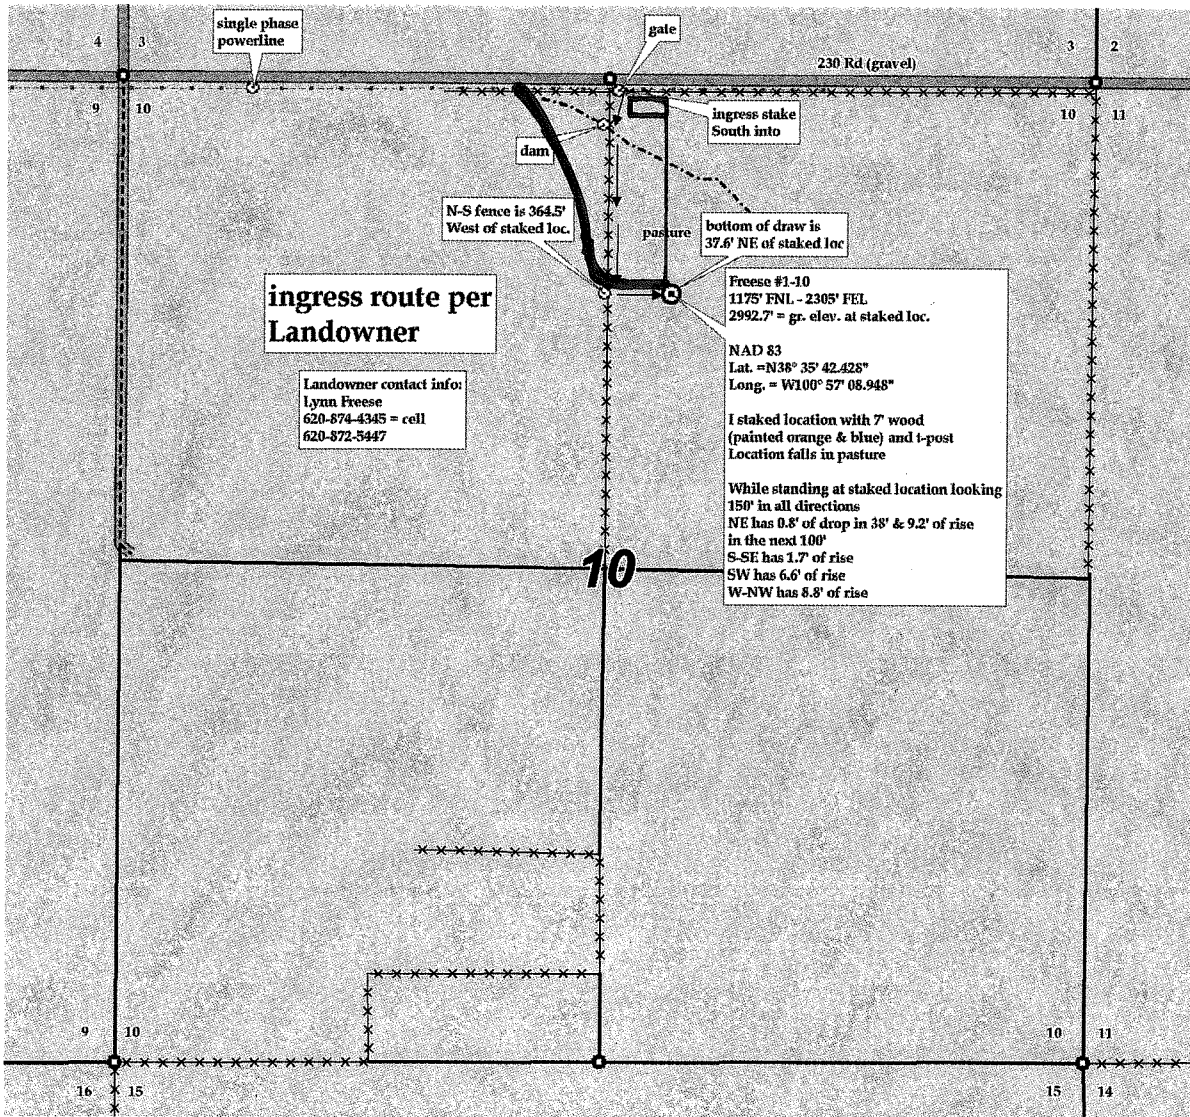 single phase
powerline
gate
4 3
3 2
230 Rd (gravel)
9 10
10 11
ingress stake
South into
dam
N-S fence is 364.5'
West of staked loc.
pasture
bottom of draw is
37.6' NE of staked loc
ingress route per
Landowner
Freese #1-10
1175' FNL - 2305' FEL
2992.7' = gr. elev. at staked loc.
NAD 83
Lat. =N38° 35' 42.428"
Long. = W100° 57' 08.948"
Landowner contact info:
Lynn Freese
620-874-4345 = cell
620-872-5447
I staked location with 7' wood
(painted orange & blue) and t-post
Location falls in pasture
While standing at staked location looking
150' in all directions
NE has 0.8' of drop in 38' & 9.2' of rise
in the next 100'
S-SE has 1.7' of rise
SW has 6.6' of rise
W-NW has 8.8' of rise
10
9 10
10 11
16 15
15 14